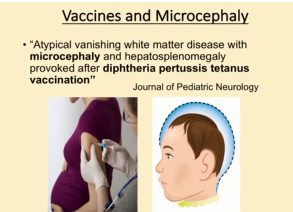 Vaccines and Microcephaly
• “Atypical vanishing white matter disease with
microcephaly and hepatosplenomegaly
provoked after diphtheria pertussis tetanus
vaccination”
Journal of Pediatric Neurology